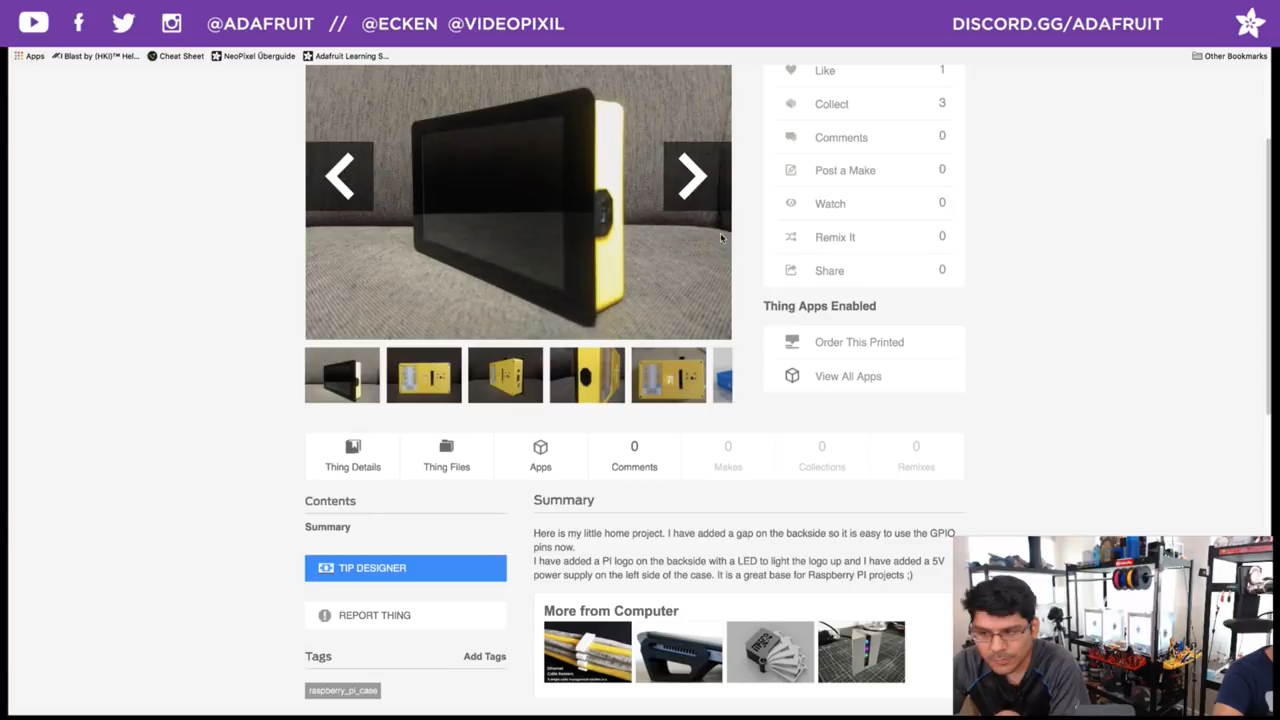 @ADAFRUIT // @ECKEN @VIDEOPIXIL
DISCORD.GG/ADAFRUIT
Apps
Blast by (HKI)™ Hel...
Cheat Sheet
NeoPixel Überguide
Adafruit Learning S...
Other Bookmarks
Like 1
Collect 3
Comments 0
Post a Make 0
Watch 0
Remix It 0
Share 0
Thing Apps Enabled
Order This Printed
View All Apps
Thing Details
Thing Files
Apps
0
Comments
0
Makes
0
Collections
0
Remixes
Contents
Summary
TIP DESIGNER
REPORT THING
Tags
Add Tags
raspberry_pi_case
Summary
Here is my little home project. I have added a gap on the backside so it is easy to use the GPIO
pins now.
I have added a PI logo on the backside with a LED to light the logo up and I have added a 5V
power supply on the left side of the case. It is a great base for Raspberry PI projects ;)
More from Computer
Ethernet